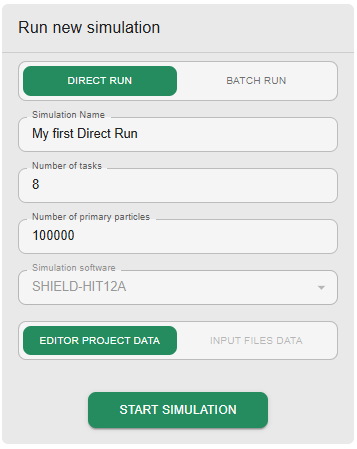 Run new simulation
DIRECT RUN BATCH RUN
Simulation Name
My first Direct Run
Number of tasks
8
Number of primary particles
100000
Simulation software
SHIELD-HIT12A
EDITOR PROJECT DATA INPUT FILES DATA
START SIMULATION